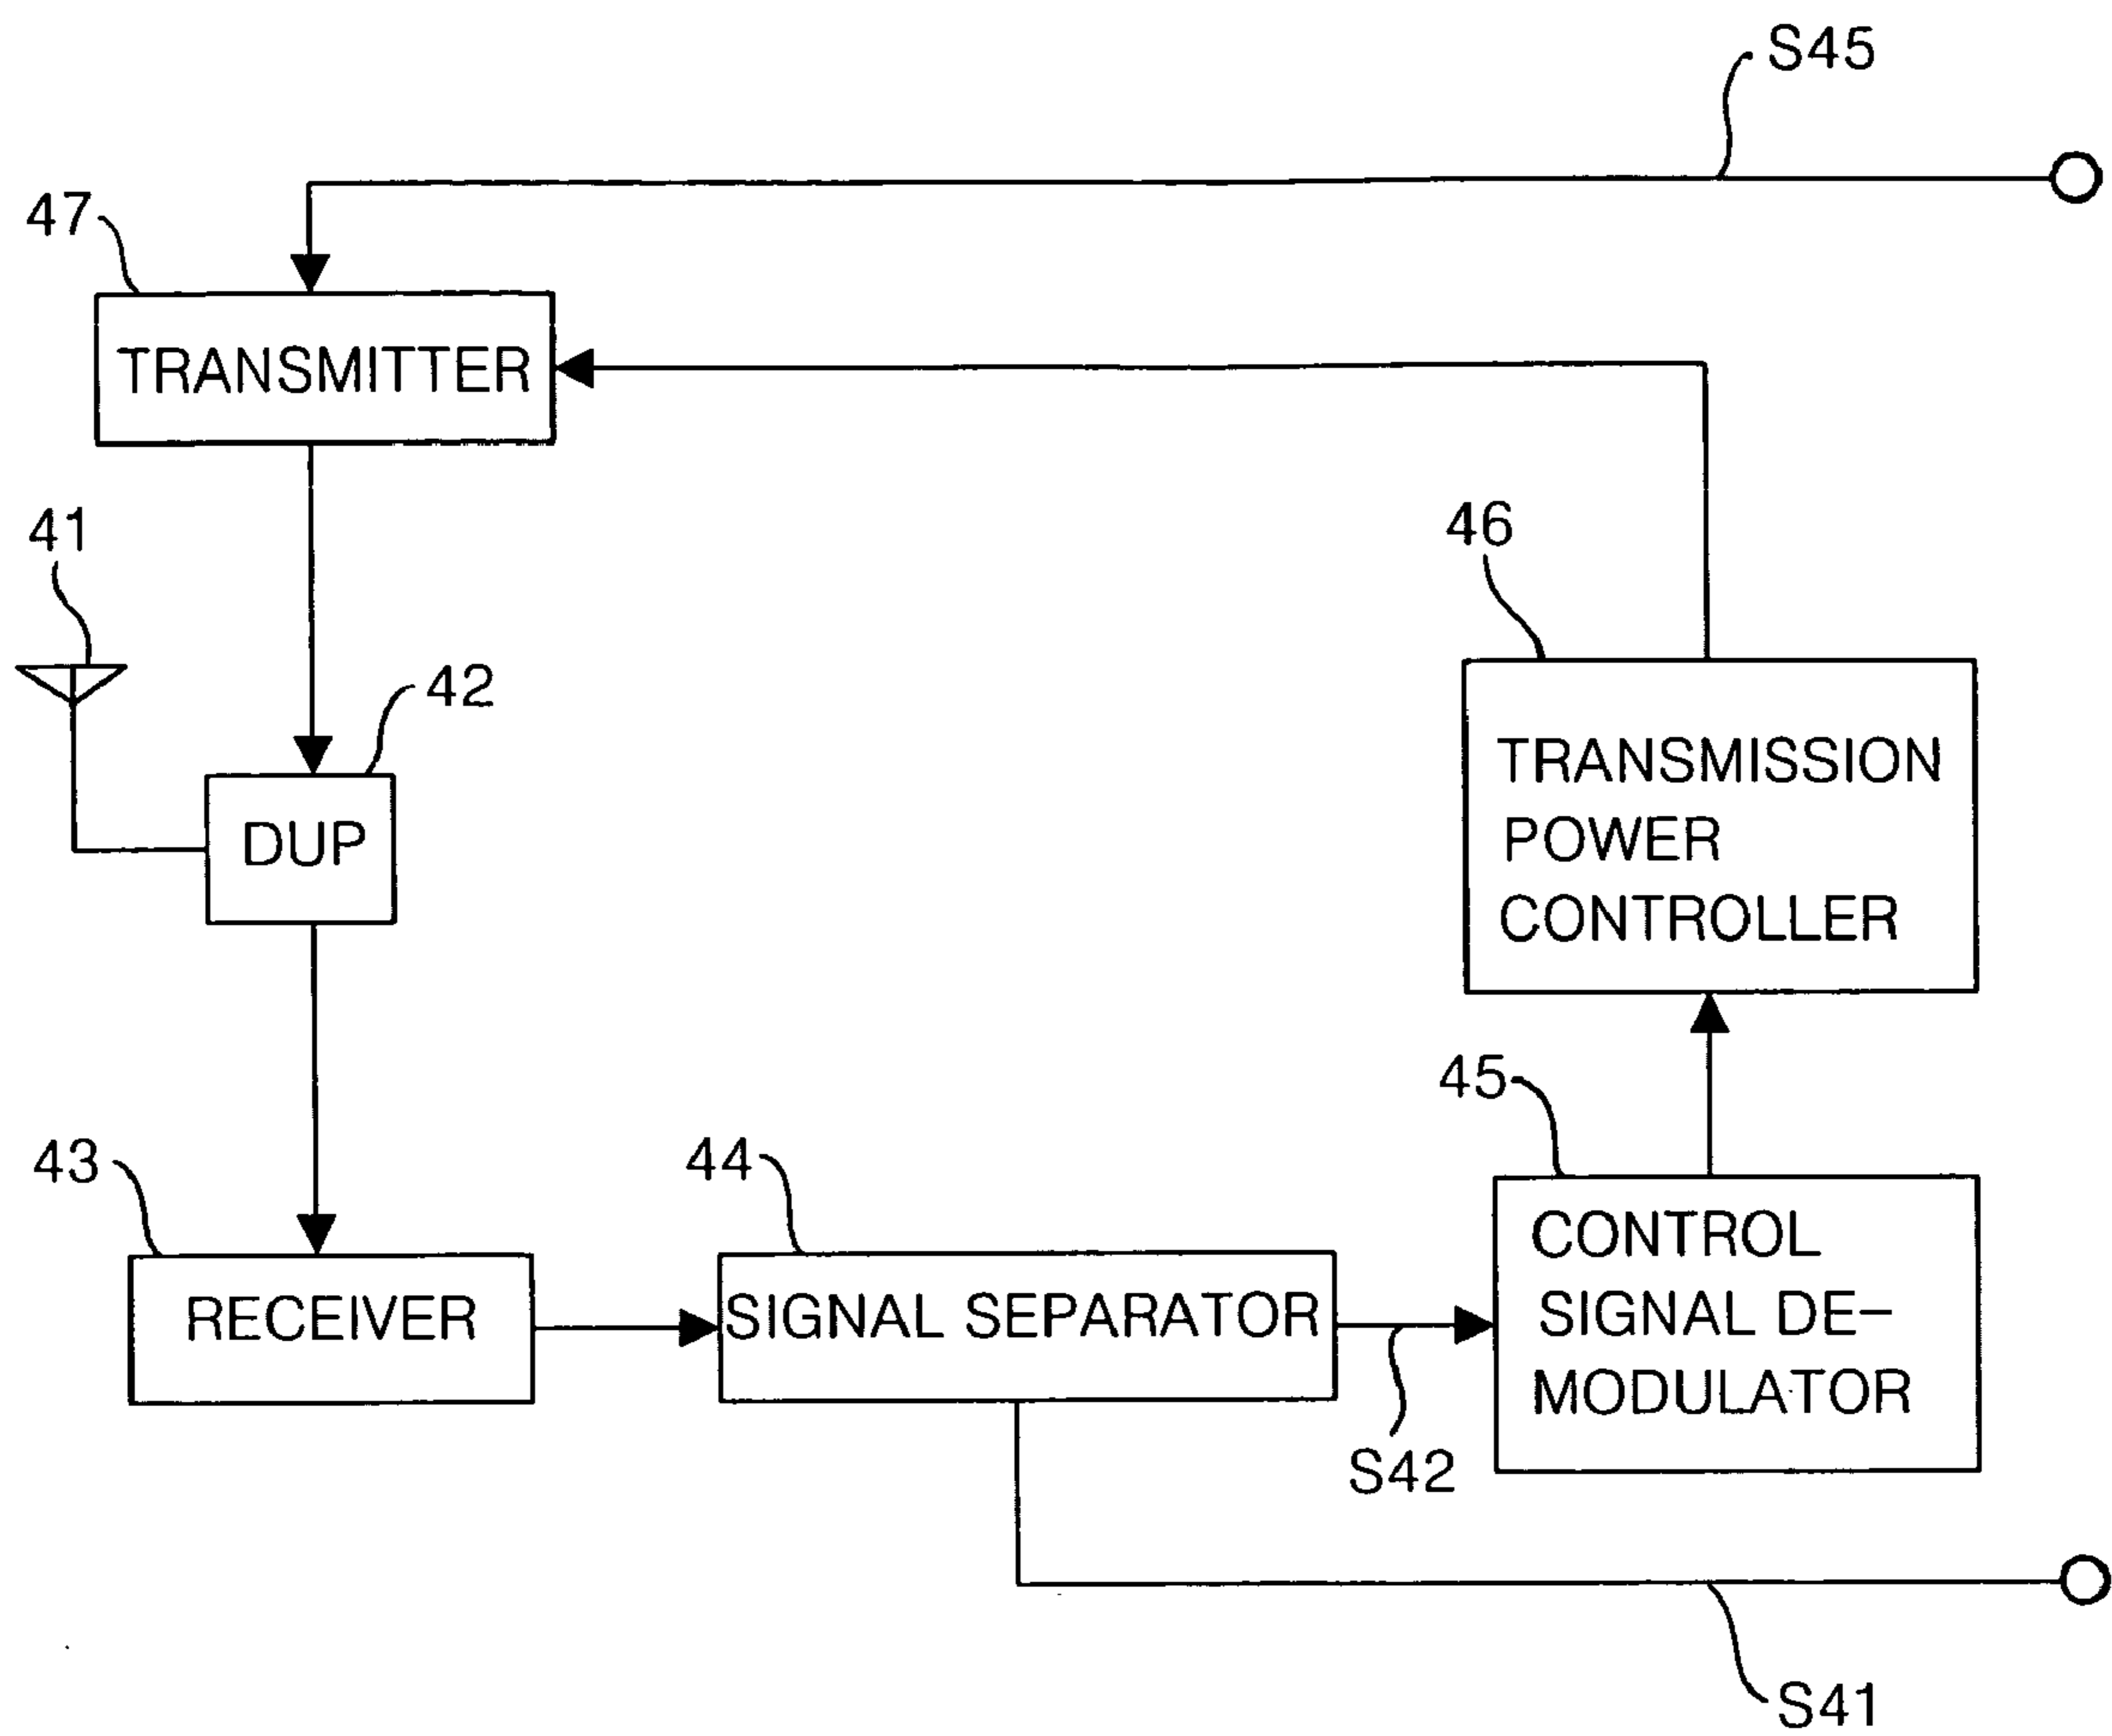 S45
47
TRANSMITTER
41
46
42
TRANSMISSION
POWER
CONTROLLER
DUP
45
43
44
CONTROL
SIGNAL DE–
MODULATOR
RECEIVER
SIGNAL SEPARATOR
S42
S41